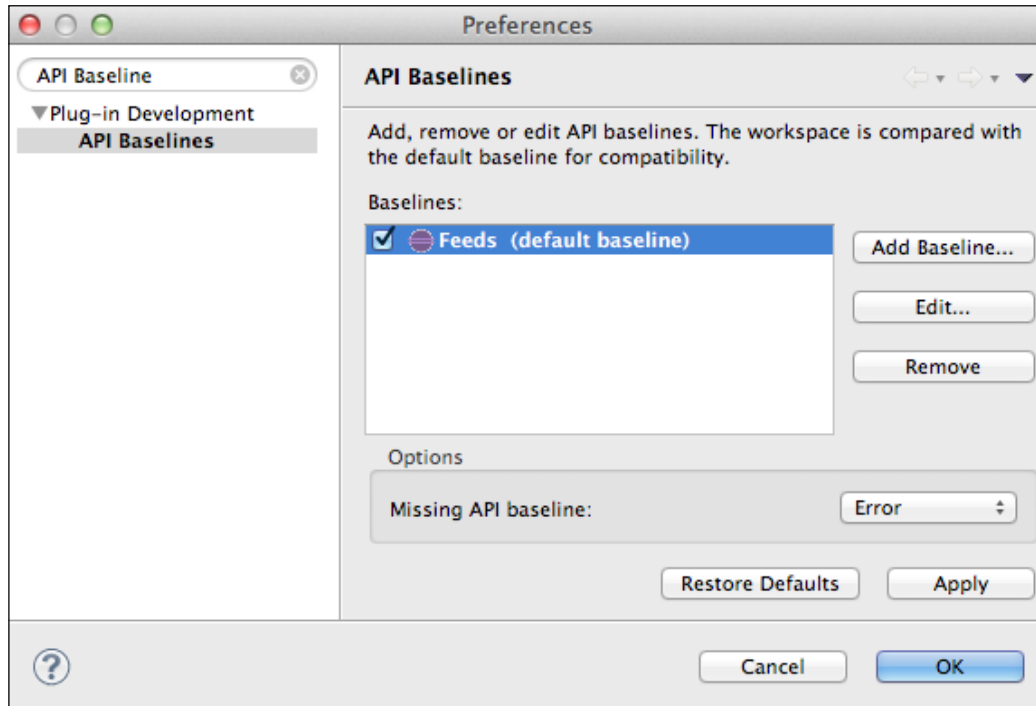 Preferences
API Baseline
Plug-in Development
API Baselines
API Baselines
Add, remove or edit API baselines. The workspace is compared with
the default baseline for compatibility.
Baselines:
Feeds (default baseline)
Add Baseline...
Edit...
Remove
Options
Missing API baseline:
Error
Restore Defaults
Apply
?
Cancel
OK